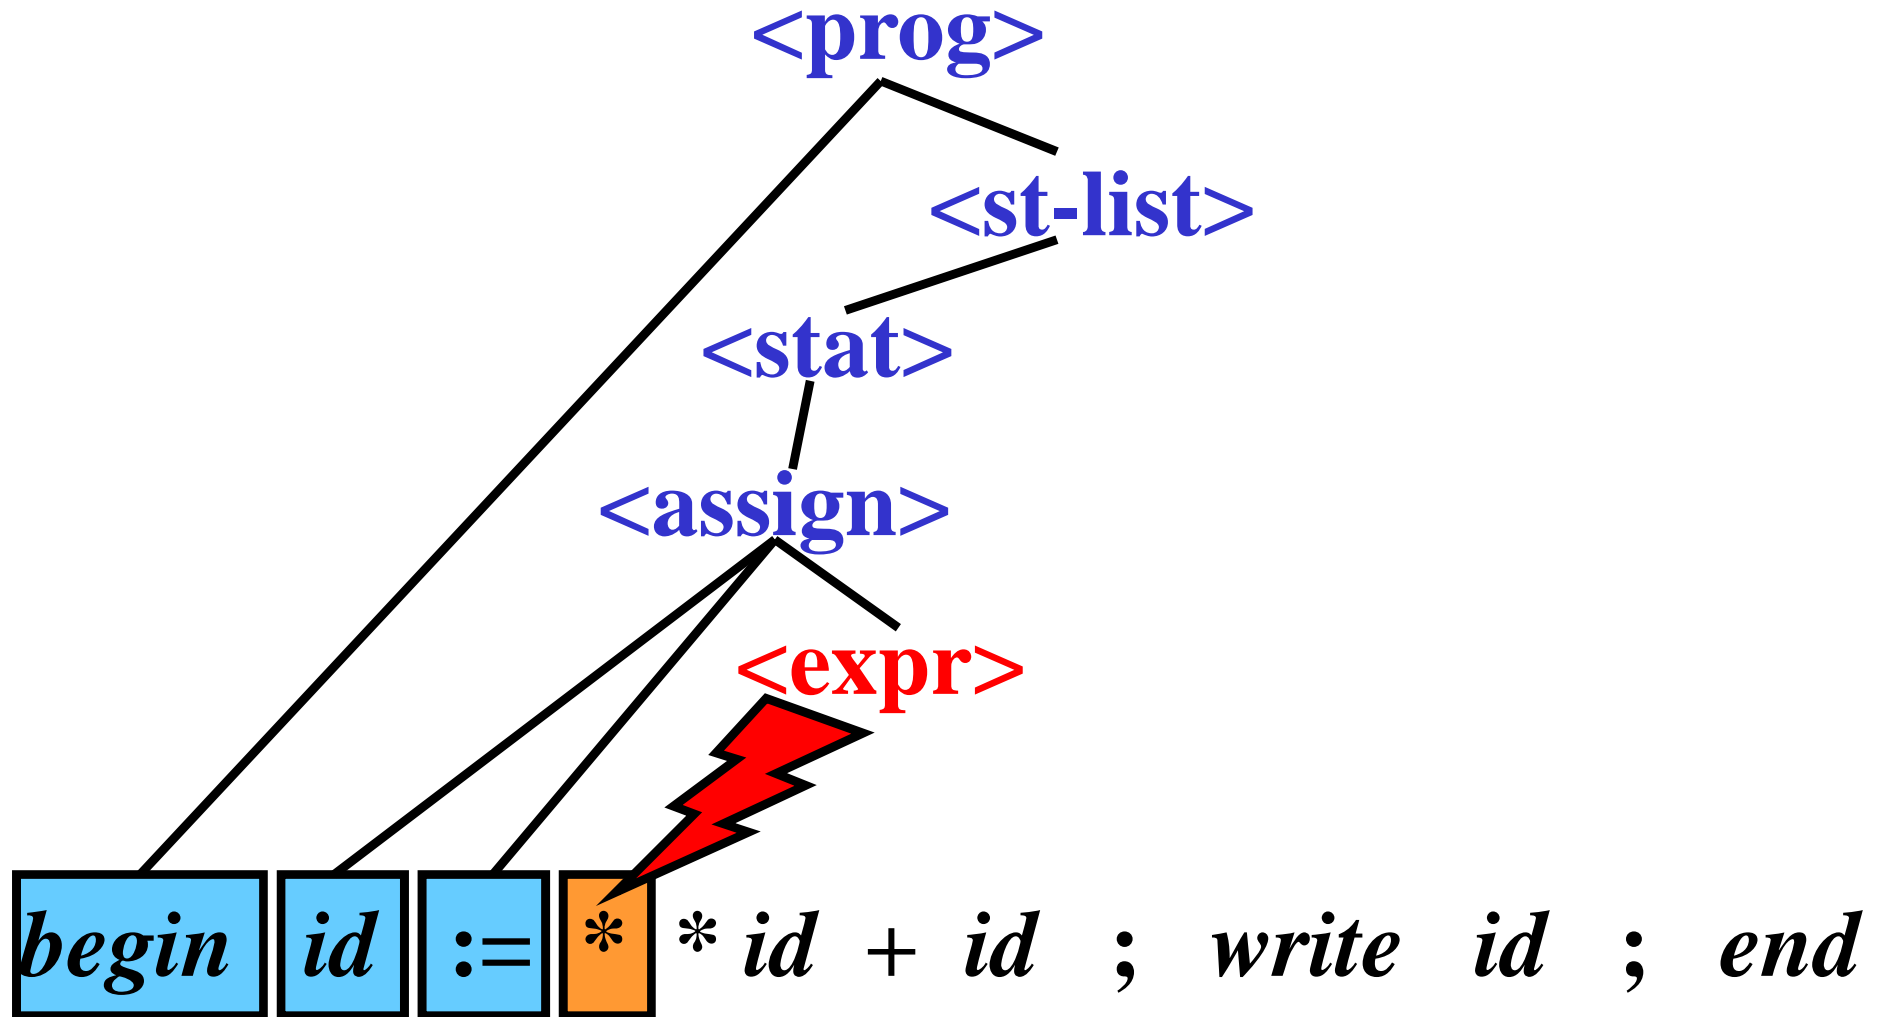 <prog>
<st-list>
<stat>
<assign>
<expr>
begin id := * * id + id ; write id ; end